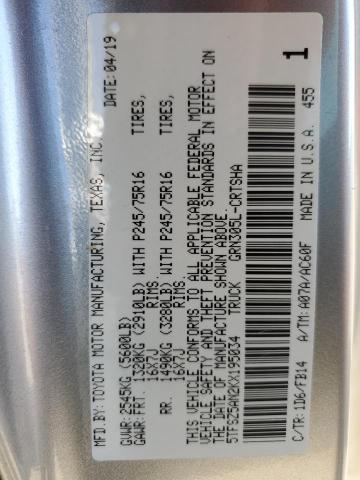 MFD.BY: TOYOTA MOTOR MANUFACTURING, TEXAS, INC. DATE: 04/19
GVWR: 2545KG (5600LB)
GAWR: FRT. 1320KG (2910LB) WITH P245/75R16 TIRES,
16X7J RIMS.
RR. 1490KG (3280LB) WITH P245/75R16 TIRES,
16X7J RIMS.
THIS VEHICLE CONFORMS TO ALL APPLICABLE FEDERAL MOTOR
VEHICLE SAFETY AND THEFT PREVENTION STANDARDS IN EFFECT ON
THE DATE OF MANUFACTURE SHOWN ABOVE.
5TFSZ5AN2KX195034 TRUCK GRN305L-CRTSHA
C/TR: 1D6/FB14 A/TM: A07A/AC60F MADE IN U.S.A. 455
1